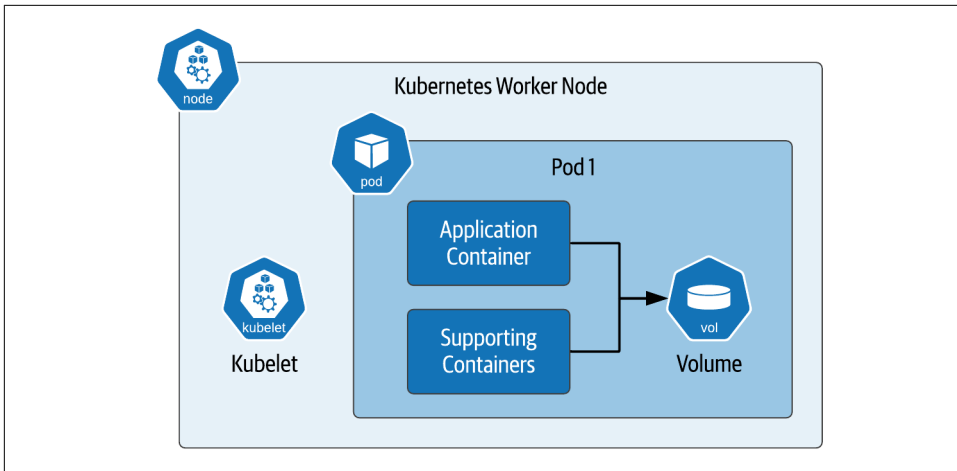 node
Kubernetes Worker Node
pod
Pod 1
Application
Container
kubelet
Kubelet
Supporting
Containers
vol
Volume